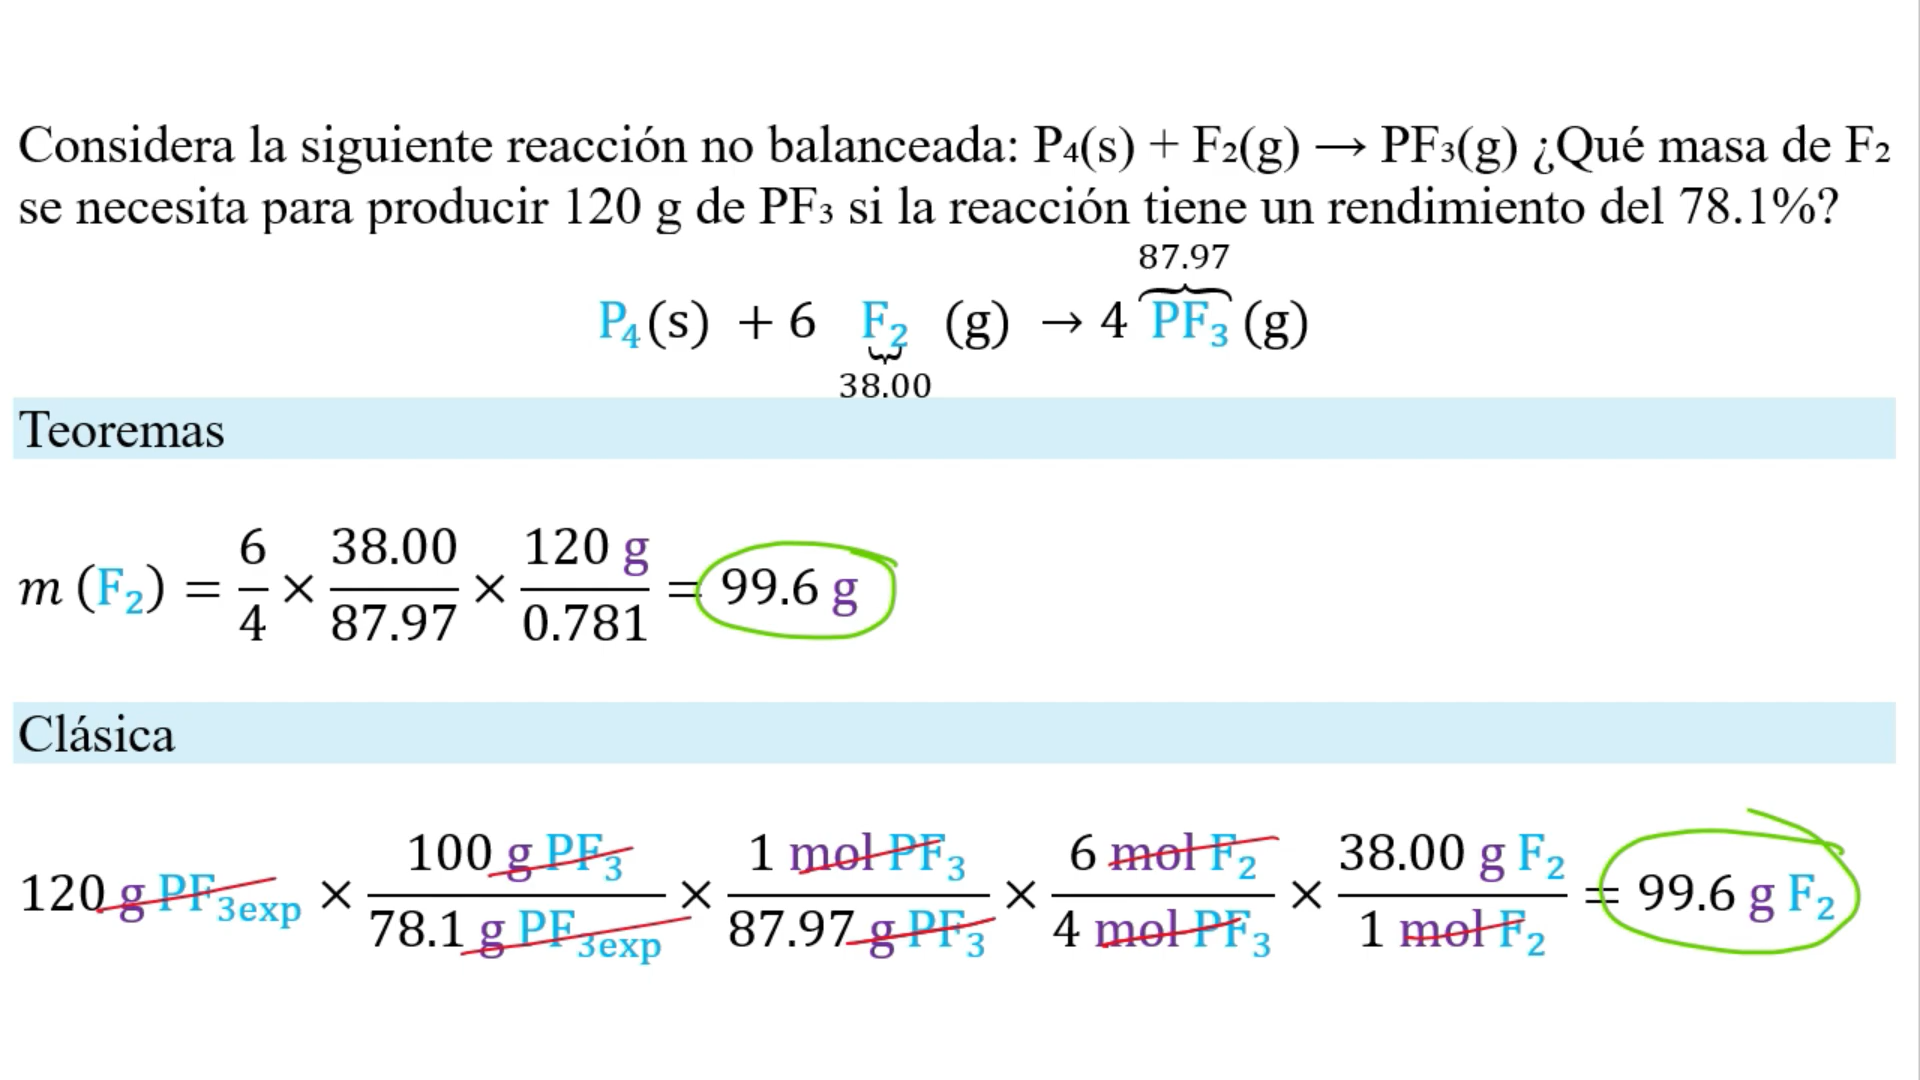 Considera la siguiente reacción no balanceada: P₄(s) + F₂(g) → PF₃(g) ¿Qué masa de F₂
se necesita para producir 120 g de PF₃ si la reacción tiene un rendimiento del 78.1%?
87.97
P₄(s) + 6 F₂ (g) → 4 PF₃(g)
38.00
Teoremas
m (F₂) = 6/4 × 38.00/87.97 × 120 g/0.781 = 99.6 g
Clásica
120 g PF₃exp × 100 g PF₃/78.1 g PF₃exp × 1 mol PF₃/87.97 g PF₃ × 6 mol F₂/4 mol PF₃ × 38.00 g F₂/1 mol F₂ = 99.6 g F₂